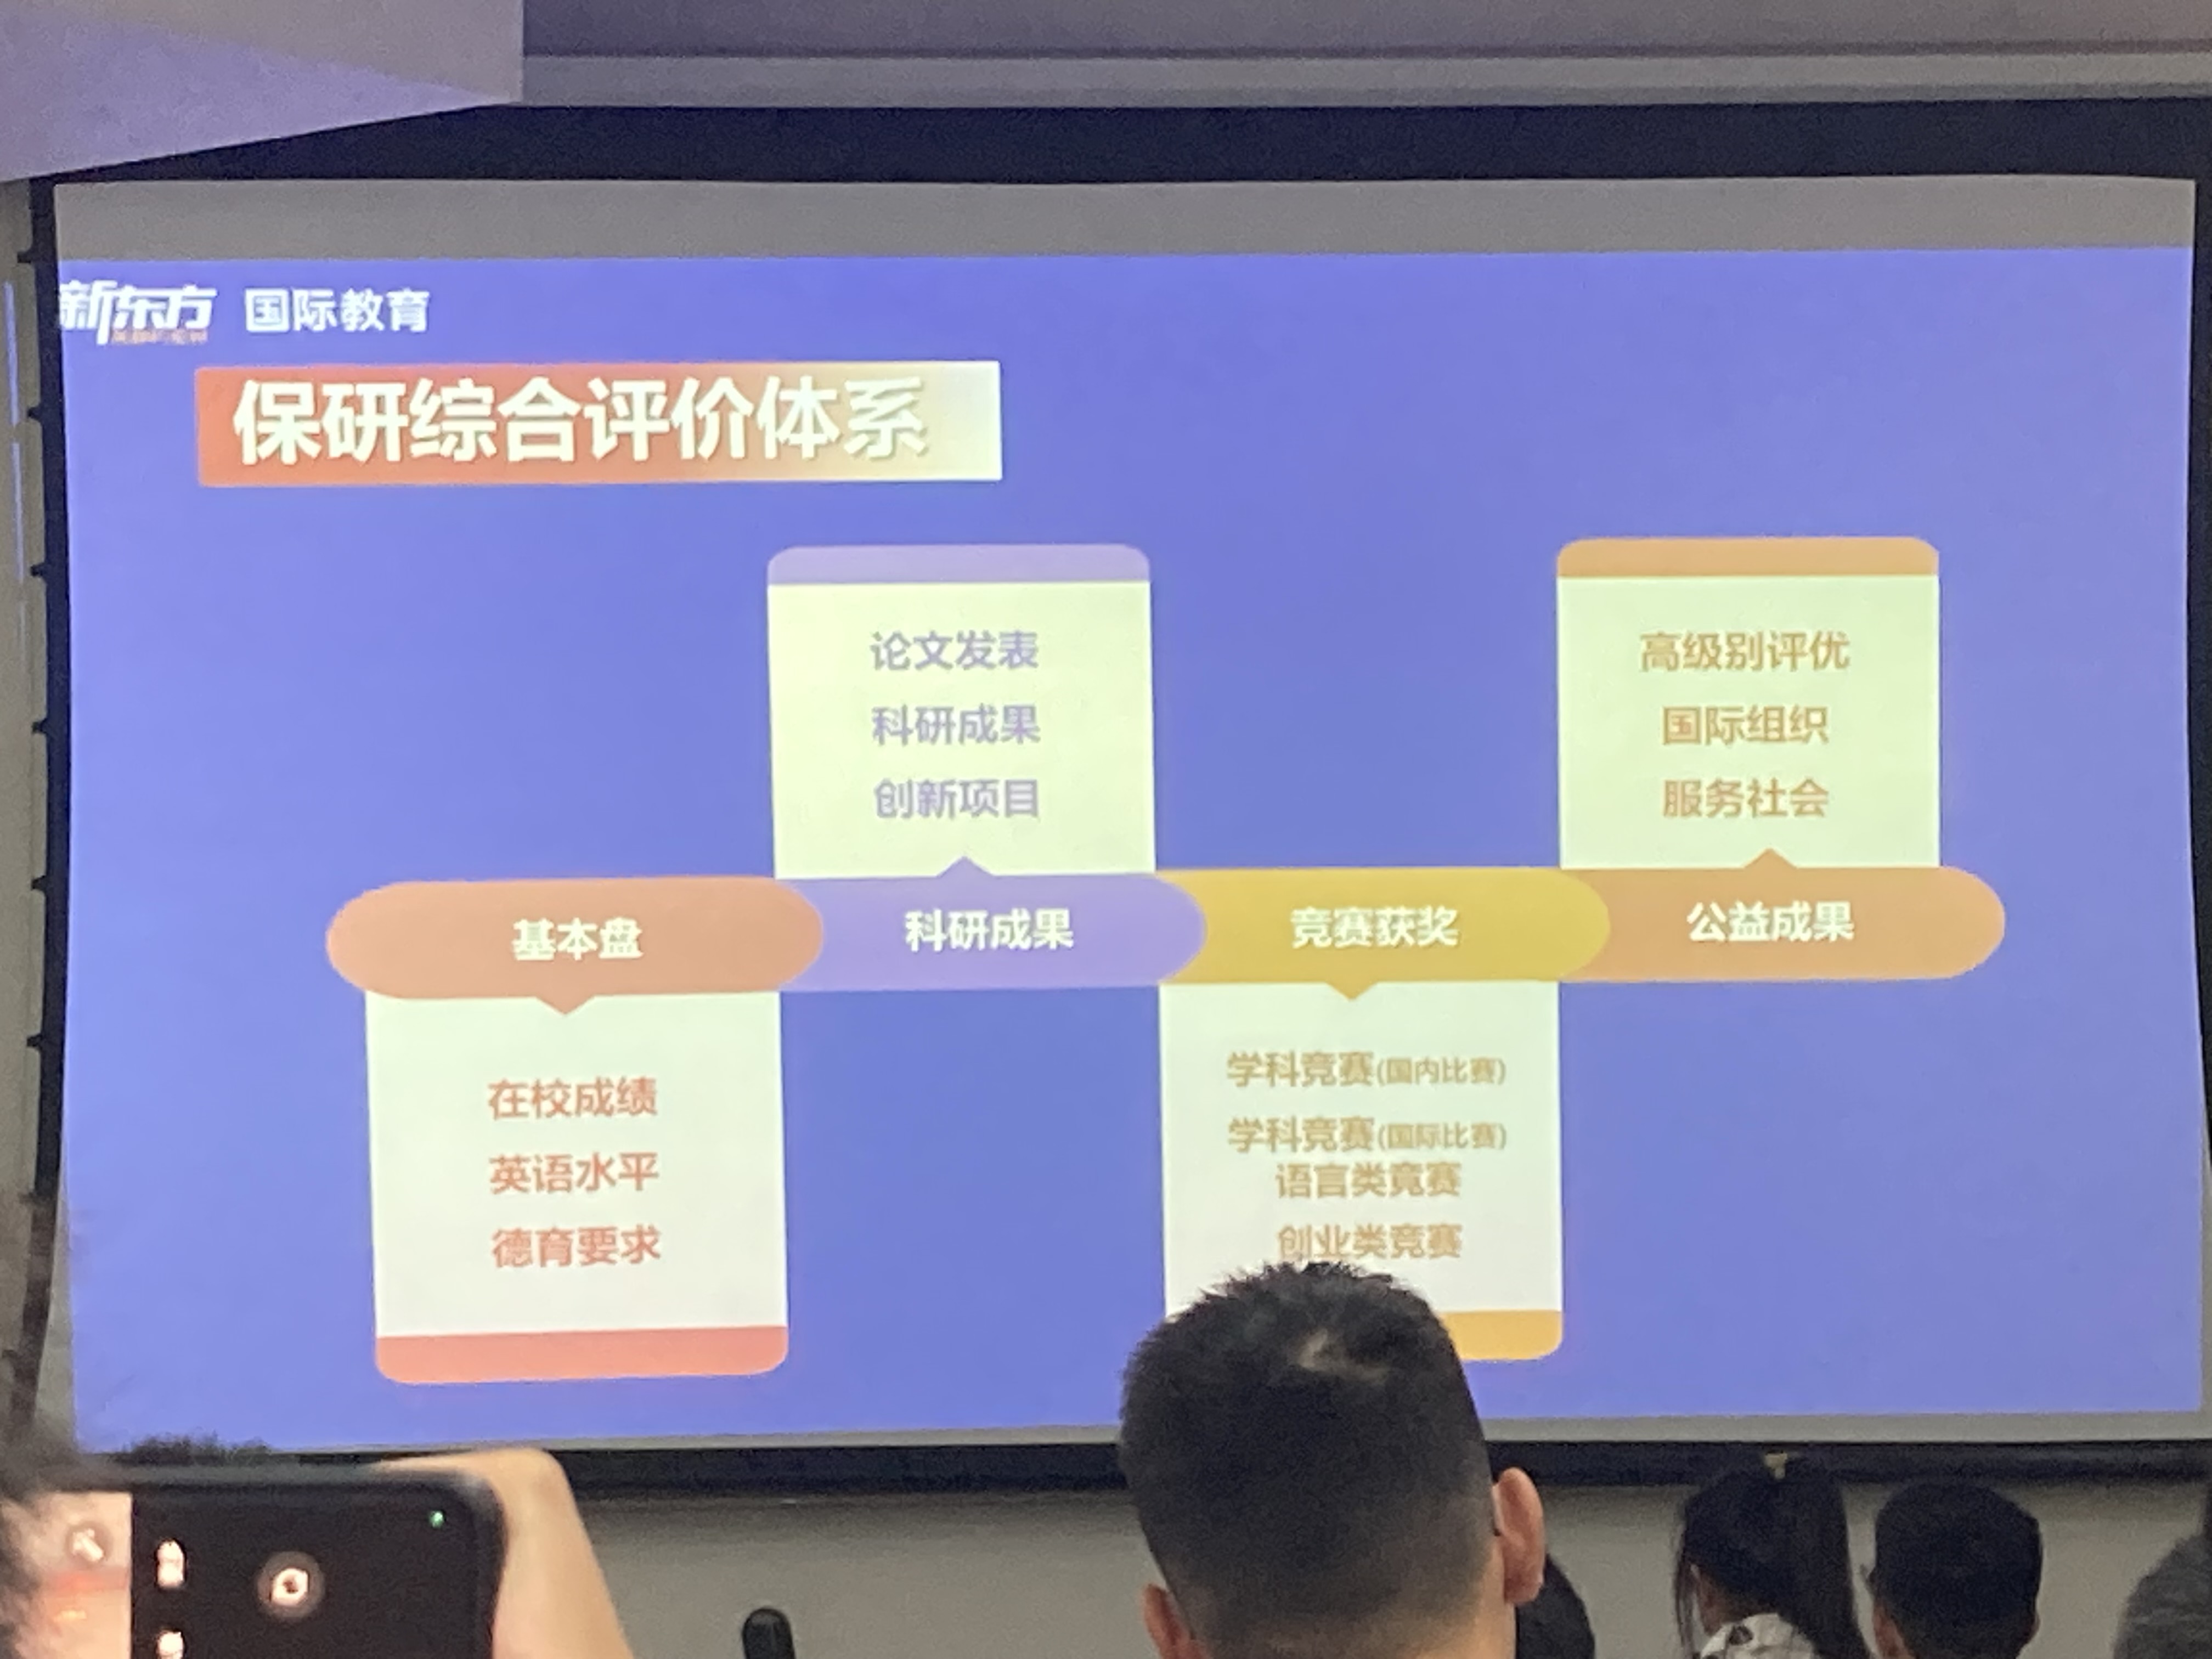 新东方 国际教育
保研综合评价体系
论文发表
科研成果
创新项目
高级别评优
国际组织
服务社会
基本盘
科研成果
竞赛获奖
公益成果
在校成绩
英语水平
德育要求
学科竞赛(国内比赛)
学科竞赛(国际比赛)
语言类竞赛
创业类竞赛